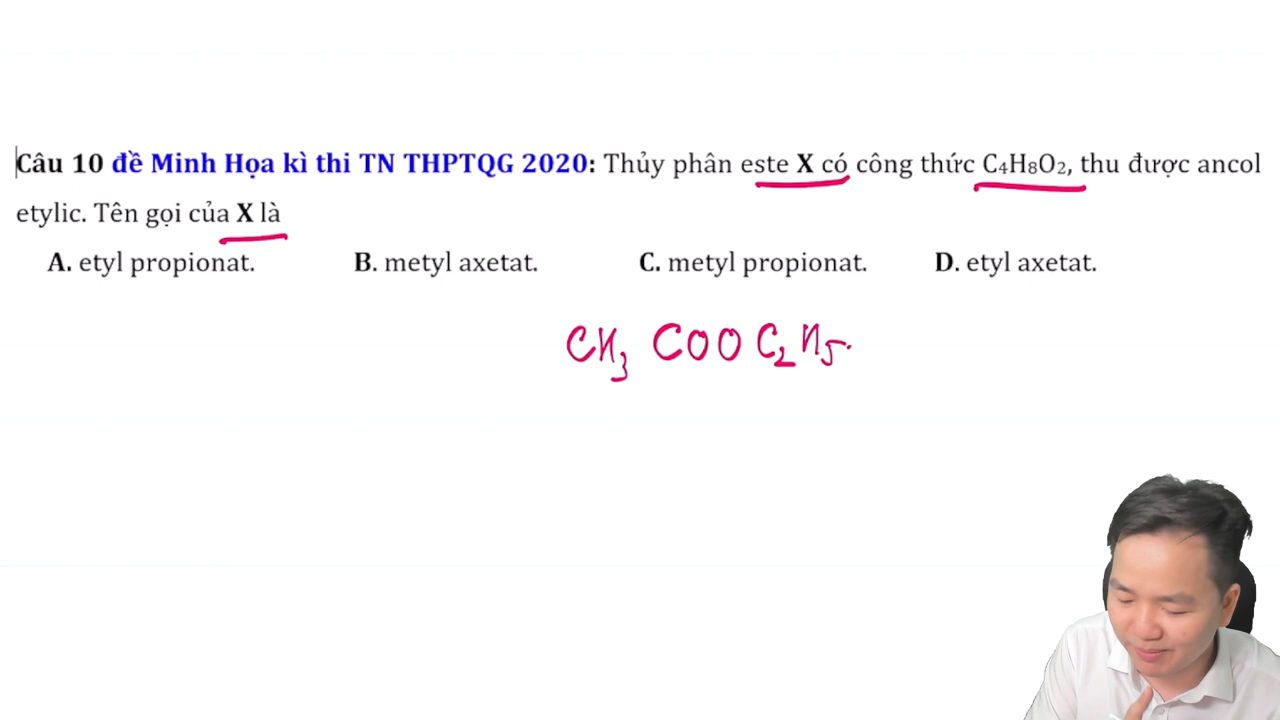 Câu 10 đề Minh Họa kì thi TN THPTQG 2020: Thủy phân este X có công thức C₄H₈O₂, thu được ancol
etylic. Tên gọi của X là
A. etyl propionat. B. metyl axetat. C. metyl propionat. D. etyl axetat.
CH₃ COO C₂H₅.